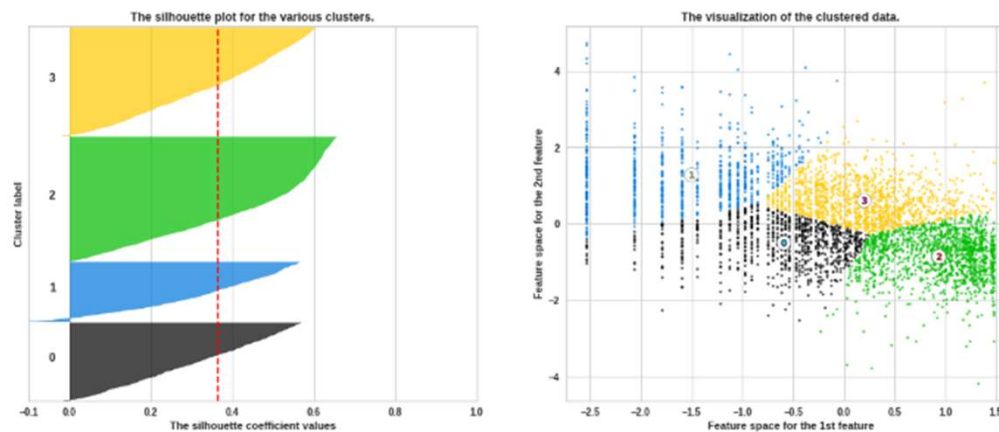 The silhouette plot for the various clusters.
Cluster label
3
2
1
0
−0.1 0.0 0.2 0.4 0.6 0.8 1.0
The silhouette coefficient values
The visualization of the clustered data.
Feature space for the 2nd feature
4
2
0
−2
−4
1
3
0
2
−2.5 −2.0 −1.5 −1.0 −0.5 0.0 0.5 1.0 1.5
Feature space for the 1st feature